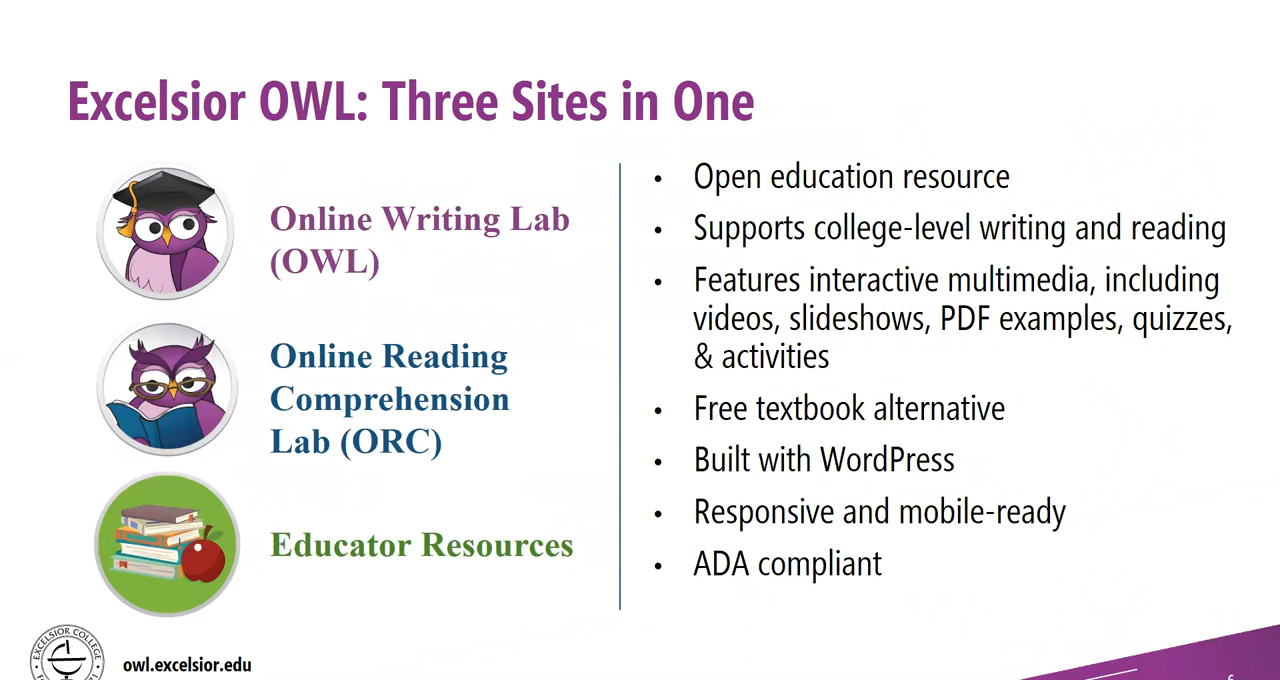 Excelsior OWL: Three Sites in One
Online Writing Lab
(OWL)
Online Reading
Comprehension
Lab (ORC)
Educator Resources
• Open education resource
• Supports college-level writing and reading
• Features interactive multimedia, including
videos, slideshows, PDF examples, quizzes,
& activities
• Free textbook alternative
• Built with WordPress
• Responsive and mobile-ready
• ADA compliant
EXCELSIOR COLLEGE
owl.excelsior.edu